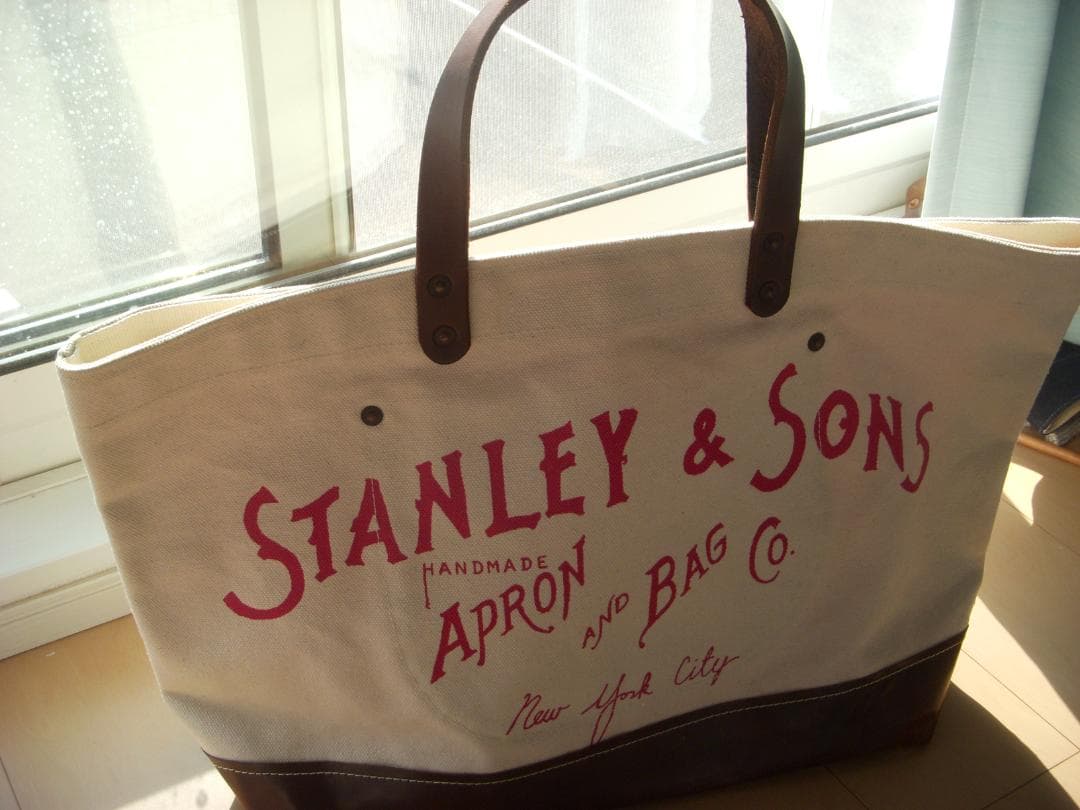 STANLEY & SONS
HANDMADE
APRON AND BAG CO.
New York City